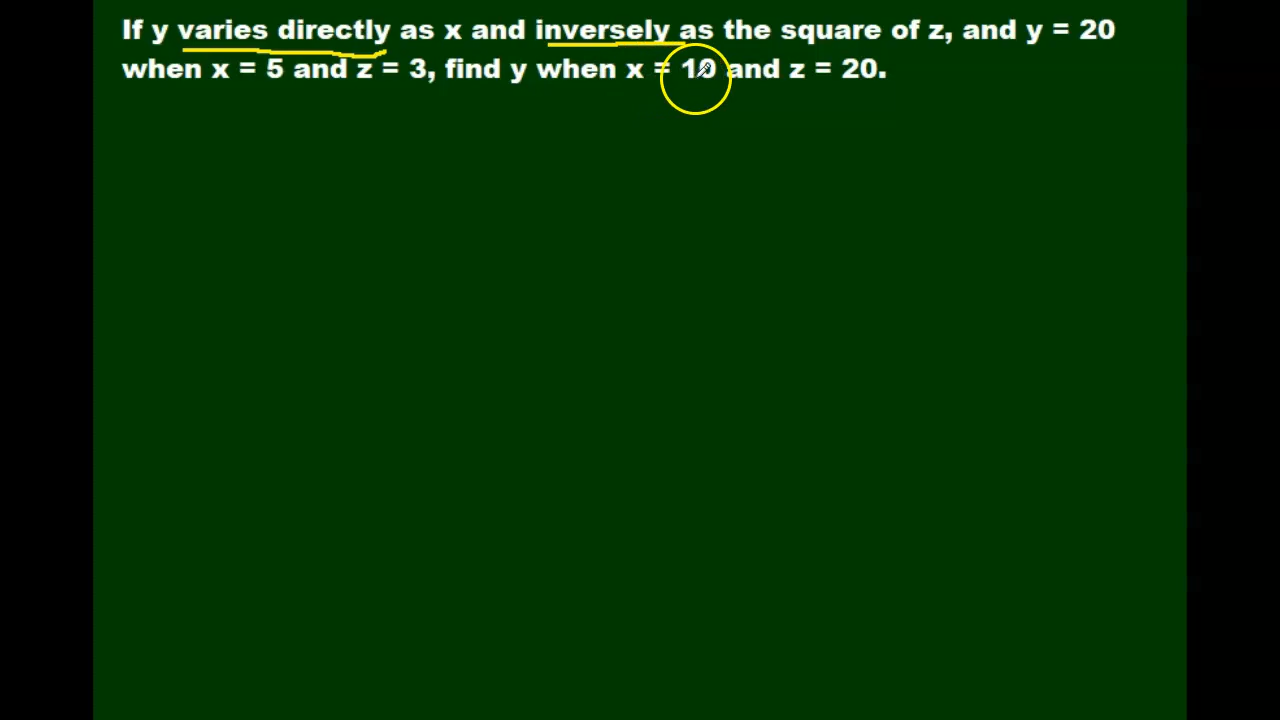 If y varies directly as x and inversely as the square of z, and y = 20
when x = 5 and z = 3, find y when x = 10 and z = 20.